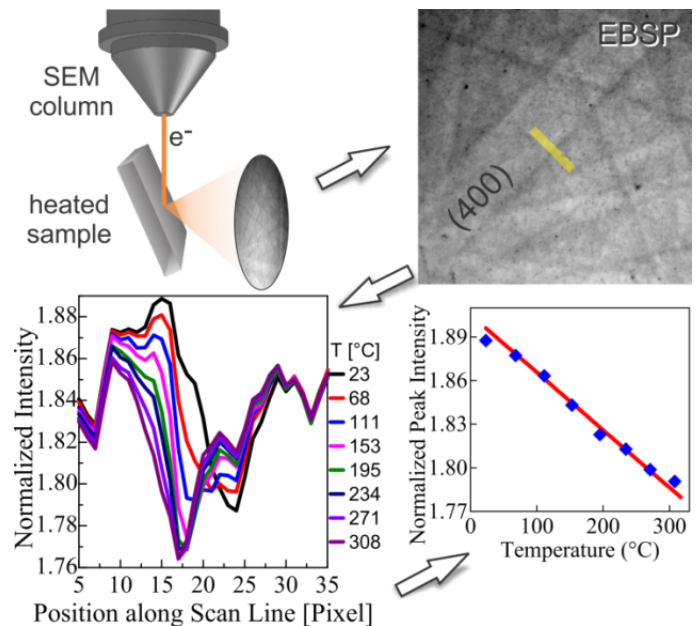 SEM
column
e-
heated
sample
EBSP
(400)
Normalized Intensity
1.88
1.86
1.84
1.82
1.80
1.78
1.76
5 10 15 20 25 30 35
Position along Scan Line [Pixel]
T [°C]
23
68
111
153
195
234
271
308
Normalized Peak Intensity
1.89
1.86
1.83
1.80
1.77
0 100 200 300
Temperature (°C)